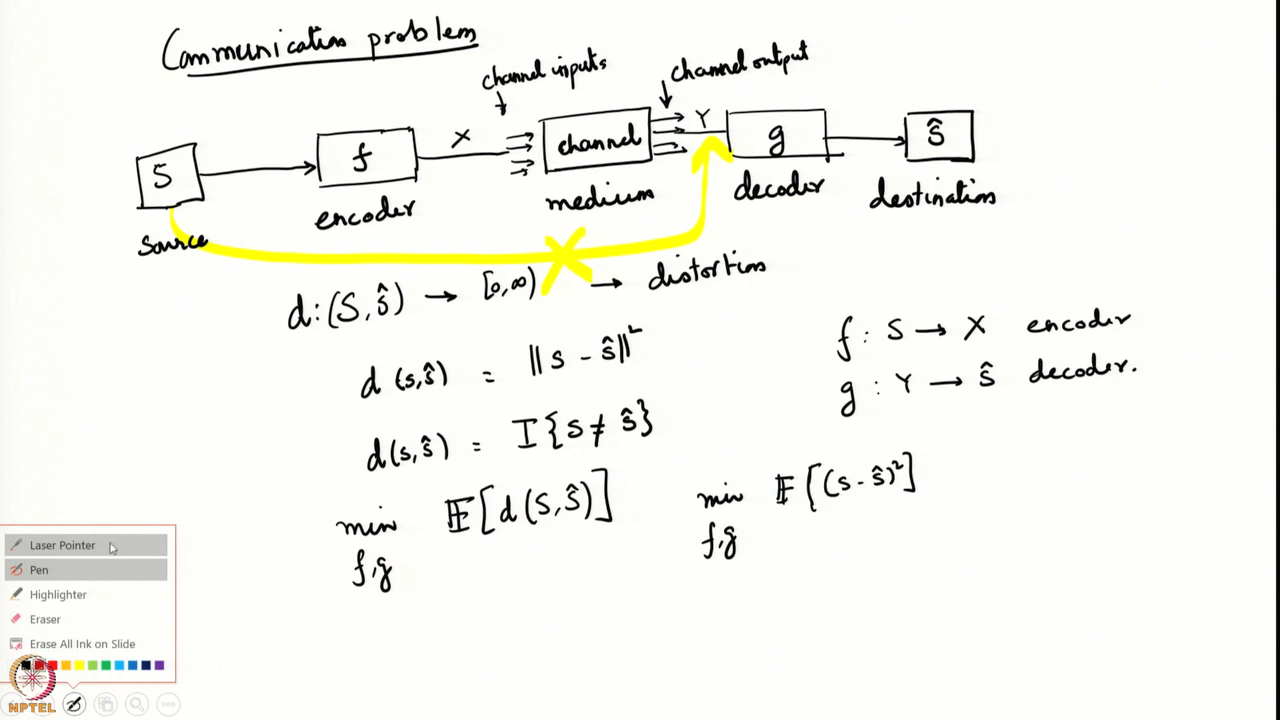 Communication problem
channel inputs
channel output
S
f
X
channel
Y
g
ŝ
source
encoder
medium
decoder
destination
d: (S, ŝ) → [0,∞) → distortion
d(s,ŝ) = ||s - ŝ||²
d(s,ŝ) = I{s ≠ ŝ}
min 𝔼[d(S,ŝ)]
f,g
min 𝔼[(s-ŝ)²]
f,g
f : S → X encoder
g : Y → ŝ decoder.
Laser Pointer
Pen
Highlighter
Eraser
Erase All Ink on Slide
NPTEL